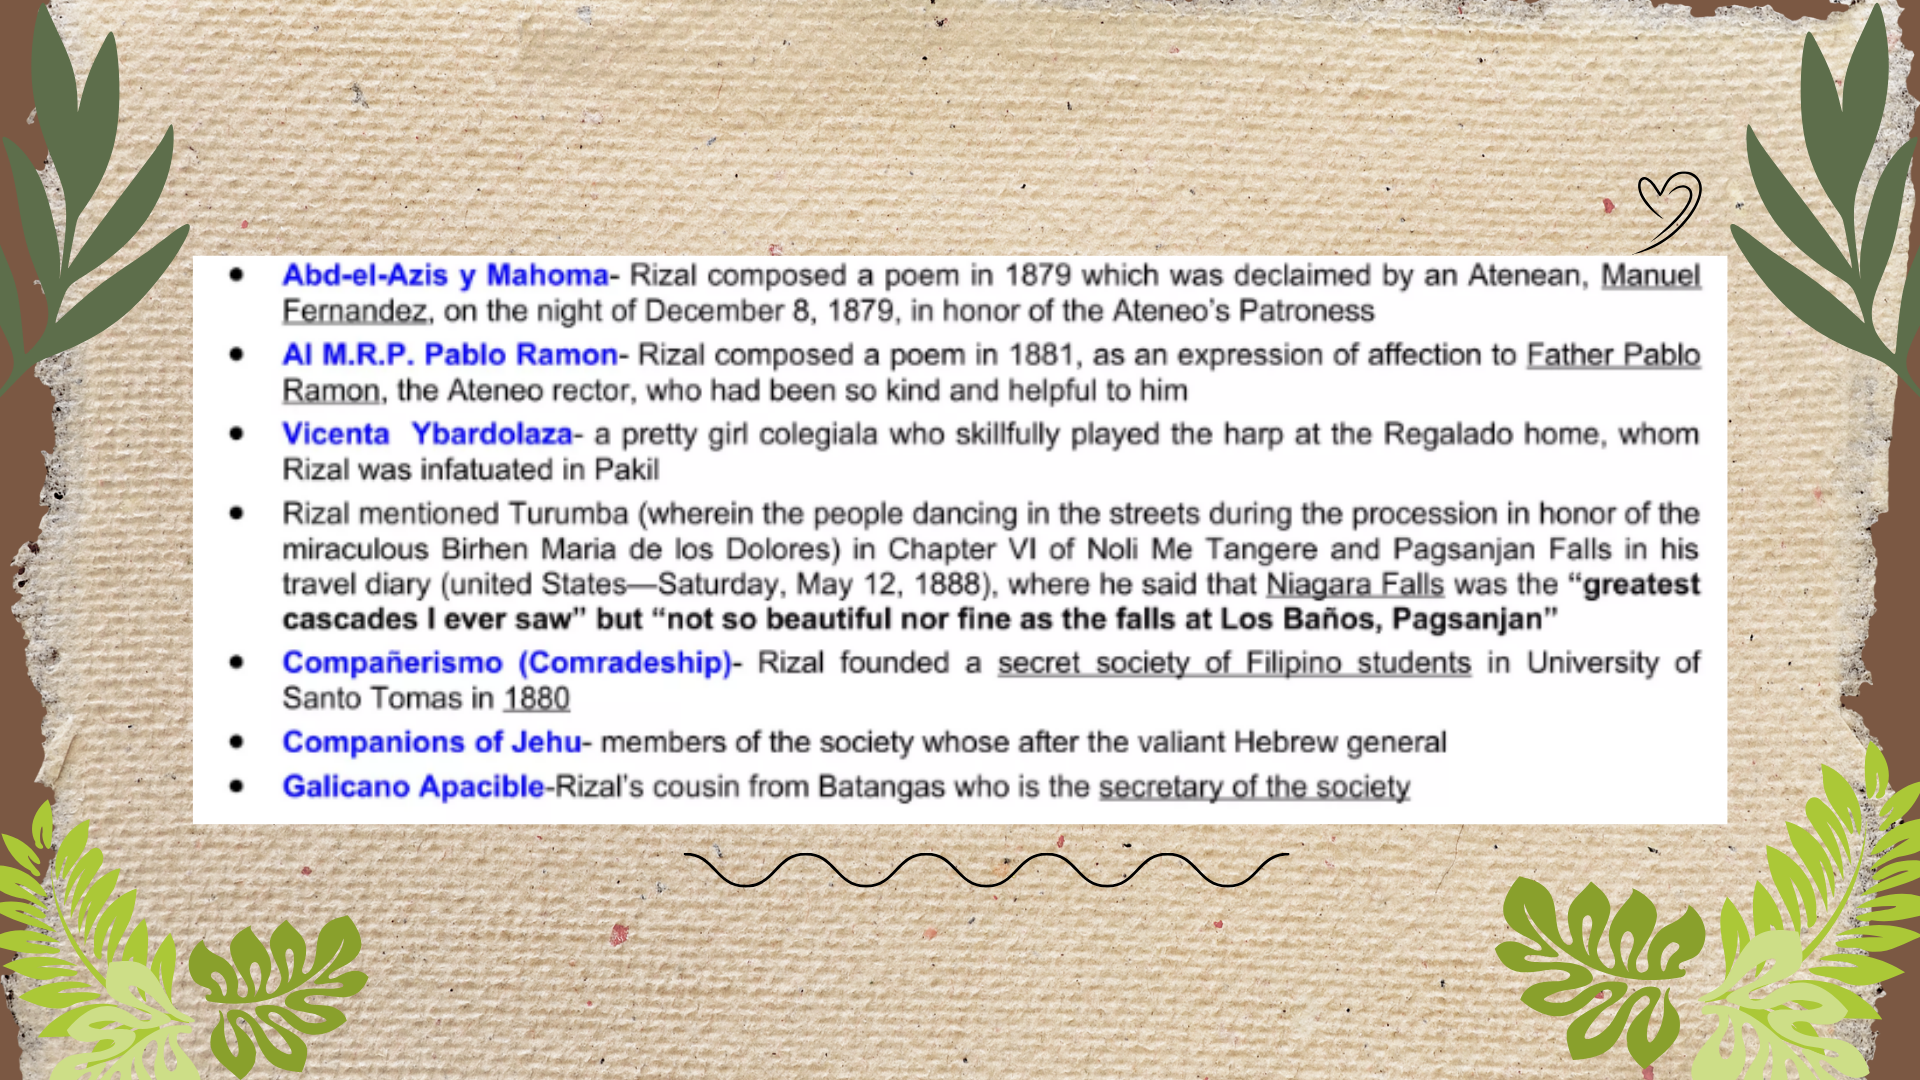 • Abd-el-Azis y Mahoma- Rizal composed a poem in 1879 which was declaimed by an Atenean, Manuel
Fernandez, on the night of December 8, 1879, in honor of the Ateneo's Patroness
• Al M.R.P. Pablo Ramon- Rizal composed a poem in 1881, as an expression of affection to Father Pablo
Ramon, the Ateneo rector, who had been so kind and helpful to him
• Vicenta Ybardolaza- a pretty girl colegiala who skillfully played the harp at the Regalado home, whom
Rizal was infatuated in Pakil
• Rizal mentioned Turumba (wherein the people dancing in the streets during the procession in honor of the
miraculous Birhen Maria de los Dolores) in Chapter VI of Noli Me Tangere and Pagsanjan Falls in his
travel diary (united States—Saturday, May 12, 1888), where he said that Niagara Falls was the “greatest
cascades I ever saw” but “not so beautiful nor fine as the falls at Los Baños, Pagsanjan”
• Compañerismo (Comradeship)- Rizal founded a secret society of Filipino students in University of
Santo Tomas in 1880
• Companions of Jehu- members of the society whose after the valiant Hebrew general
• Galicano Apacible-Rizal's cousin from Batangas who is the secretary of the society